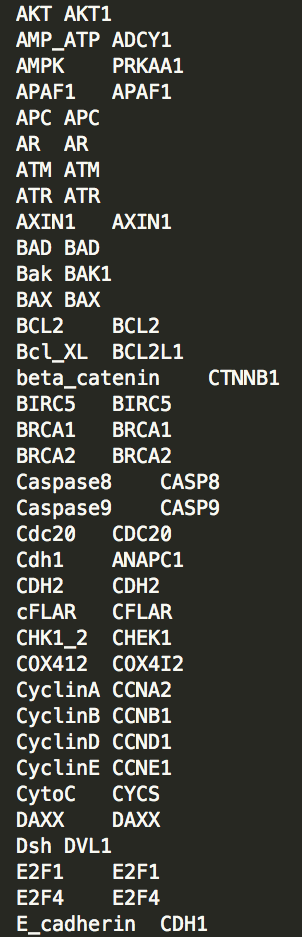 AKT AKT1
AMP_ATP ADCY1
AMPK PRKAA1
APAF1 APAF1
APC APC
AR AR
ATM ATM
ATR ATR
AXIN1 AXIN1
BAD BAD
Bak BAK1
BAX BAX
BCL2 BCL2
Bcl_XL BCL2L1
beta_catenin CTNNB1
BIRC5 BIRC5
BRCA1 BRCA1
BRCA2 BRCA2
Caspase8 CASP8
Caspase9 CASP9
Cdc20 CDC20
Cdh1 ANAPC1
CDH2 CDH2
cFLAR CFLAR
CHK1_2 CHEK1
COX412 COX4I2
CyclinA CCNA2
CyclinB CCNB1
CyclinD CCND1
CyclinE CCNE1
CytoC CYCS
DAXX DAXX
Dsh DVL1
E2F1 E2F1
E2F4 E2F4
E_cadherin CDH1